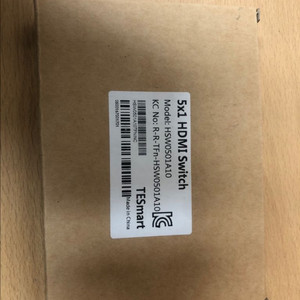 5x1 HDMI Switch
Model: HSW0501A10
KC No: R-R-TFn-HSW0501A10
TESmart
Made in China